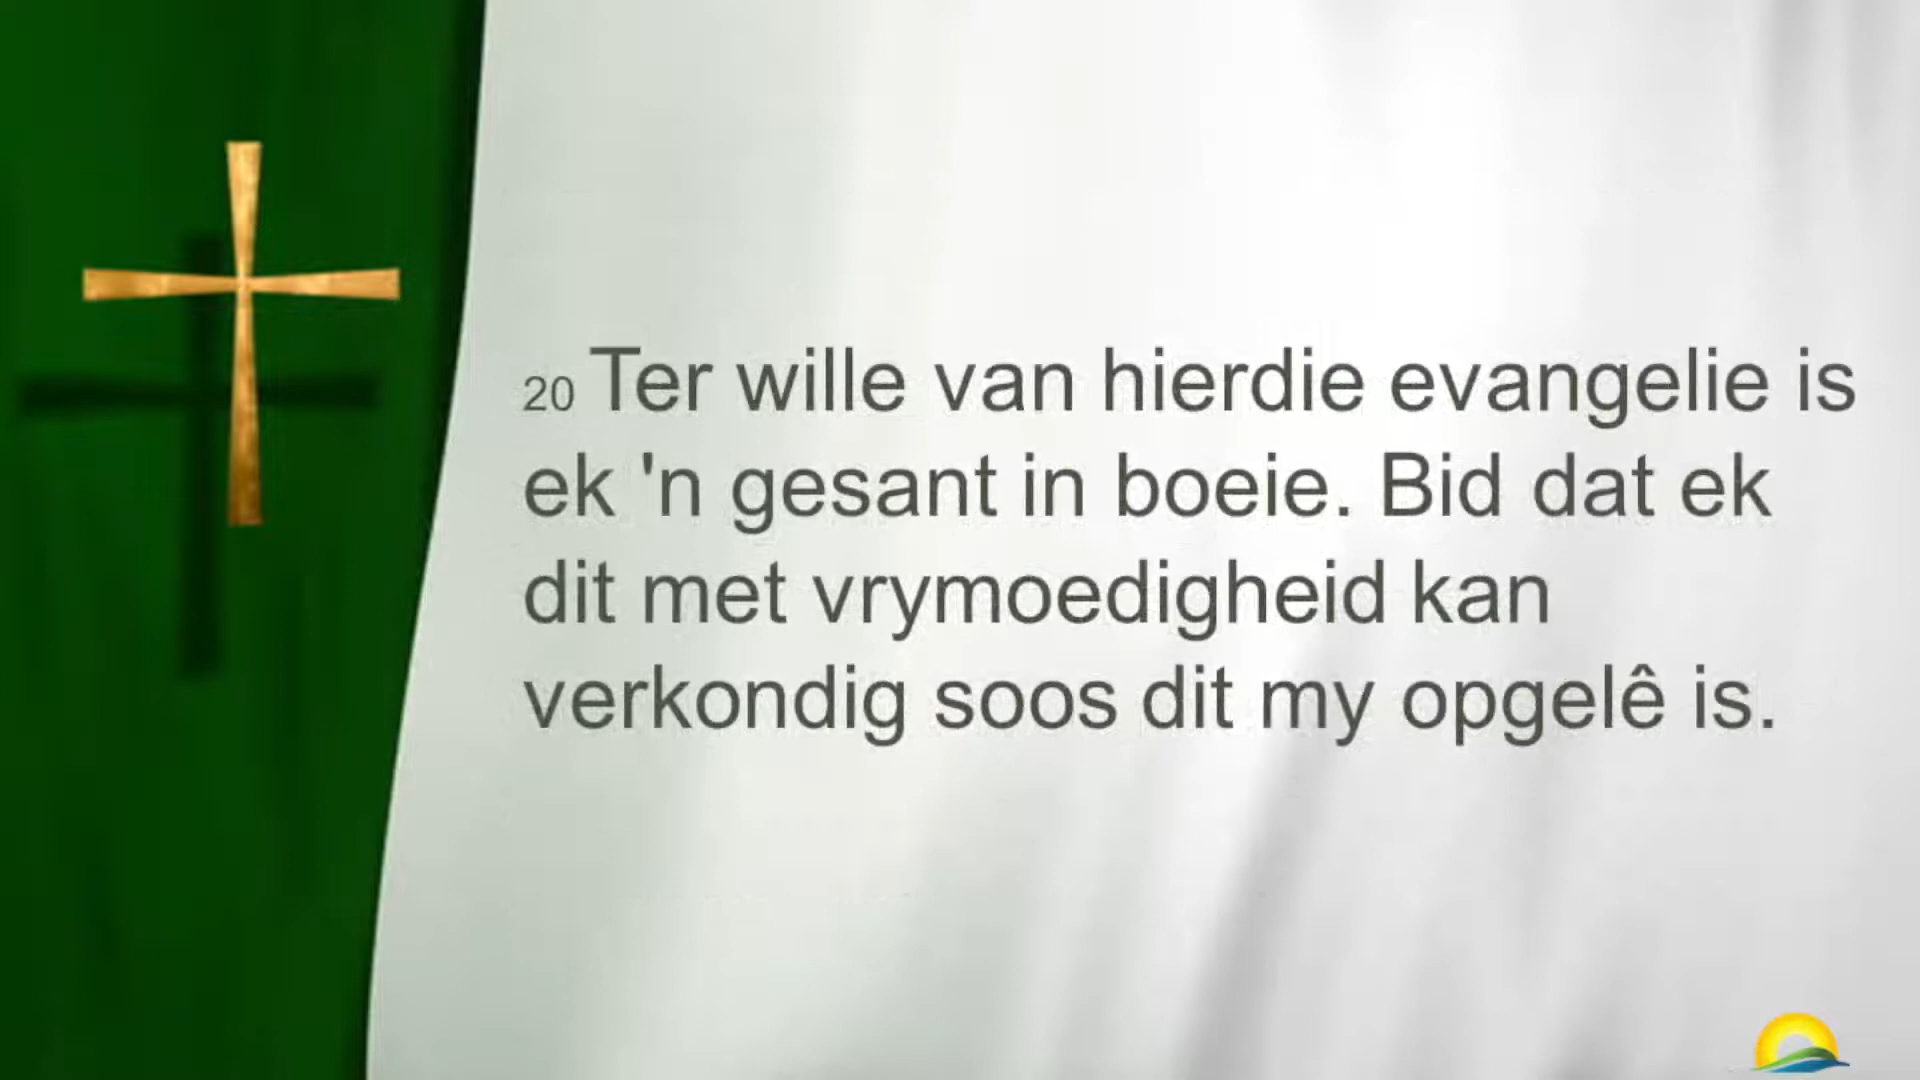 20 Ter wille van hierdie evangelie is
ek 'n gesant in boeie. Bid dat ek
dit met vrymoedigheid kan
verkondig soos dit my opgelê is.